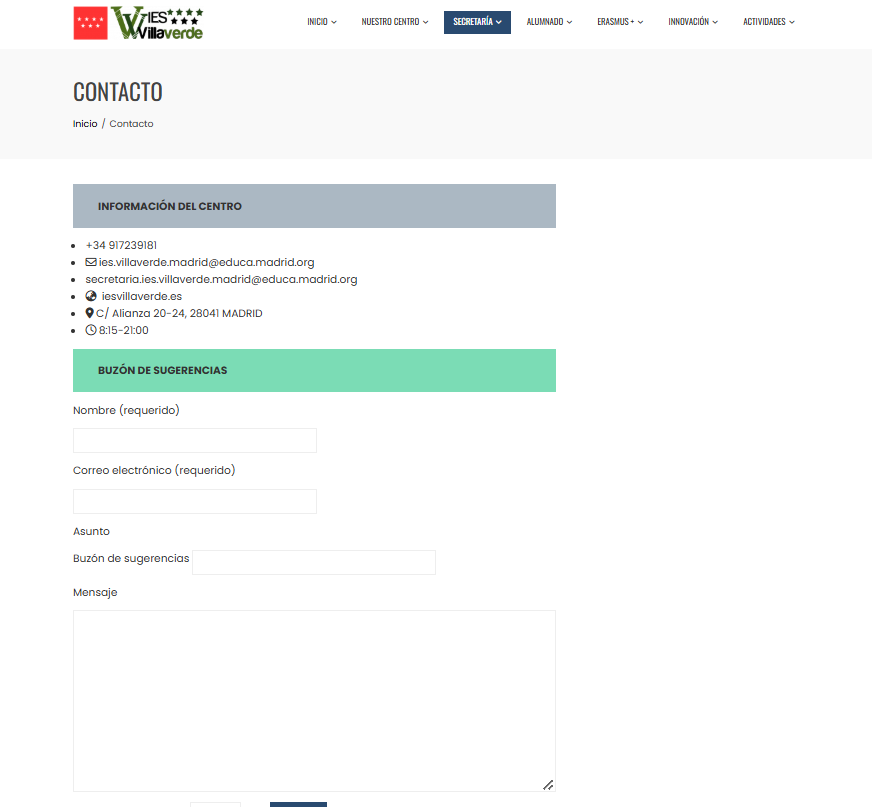 IES
Villaverde
INICIO
NUESTRO CENTRO
SECRETARÍA
ALUMNADO
ERASMUS +
INNOVACIÓN
ACTIVIDADES
CONTACTO
Inicio / Contacto
INFORMACIÓN DEL CENTRO
+34 917239181
ies.villaverde.madrid@educa.madrid.org
secretaria.ies.villaverde.madrid@educa.madrid.org
iesvillaverde.es
C/ Alianza 20-24, 28041 MADRID
8:15-21:00
BUZÓN DE SUGERENCIAS
Nombre (requerido)
Correo electrónico (requerido)
Asunto
Buzón de sugerencias
Mensaje